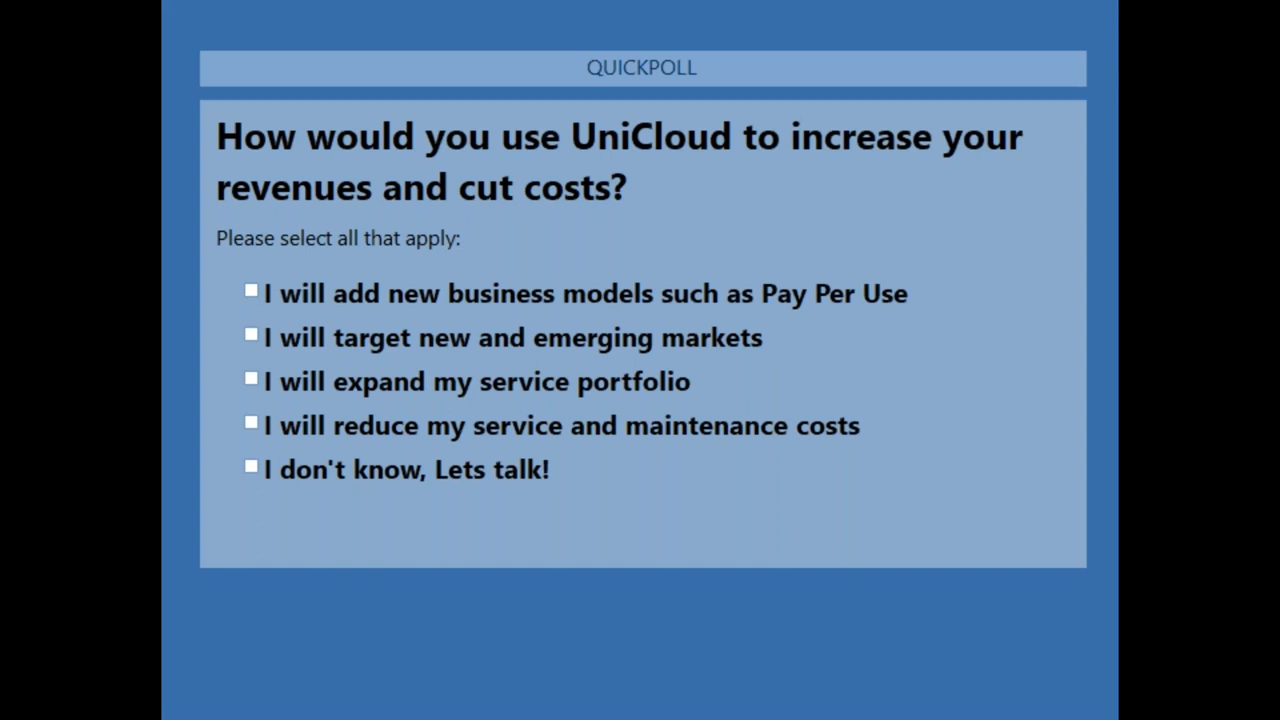 QUICKPOLL
How would you use UniCloud to increase your
revenues and cut costs?
Please select all that apply:
I will add new business models such as Pay Per Use
I will target new and emerging markets
I will expand my service portfolio
I will reduce my service and maintenance costs
I don't know, Lets talk!